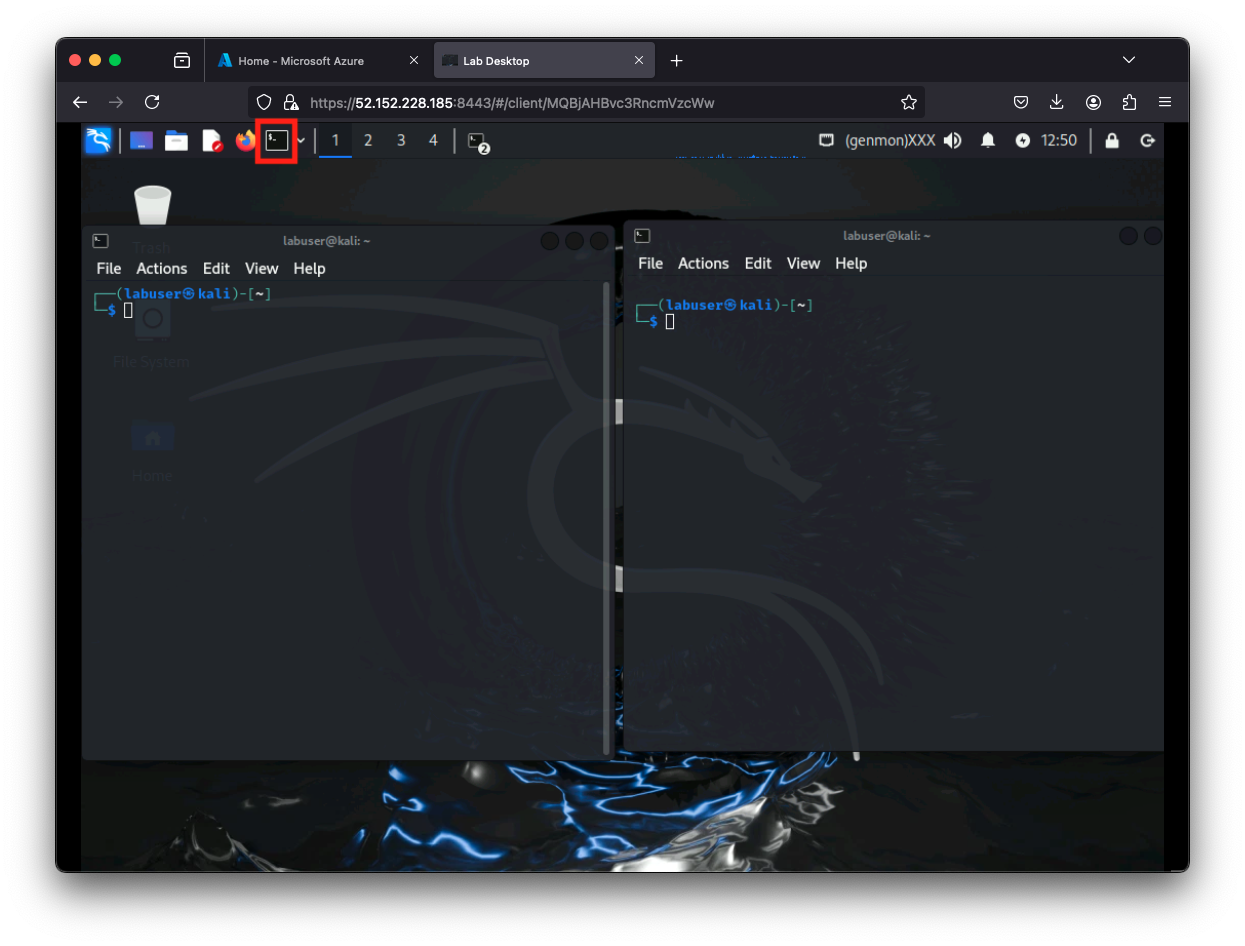 Home - Microsoft Azure
Lab Desktop
https://52.152.228.185:8443/#/client/MQBjAHBvc3RncmVzcWw
1 2 3 4 2 (genmon)XXX 12:50
Trash
labuser@kali: ~
File Actions Edit View Help
┌──(labuser㉿kali)-[~]
└─$
File System
Home
labuser@kali: ~
File Actions Edit View Help
┌──(labuser㉿kali)-[~]
└─$